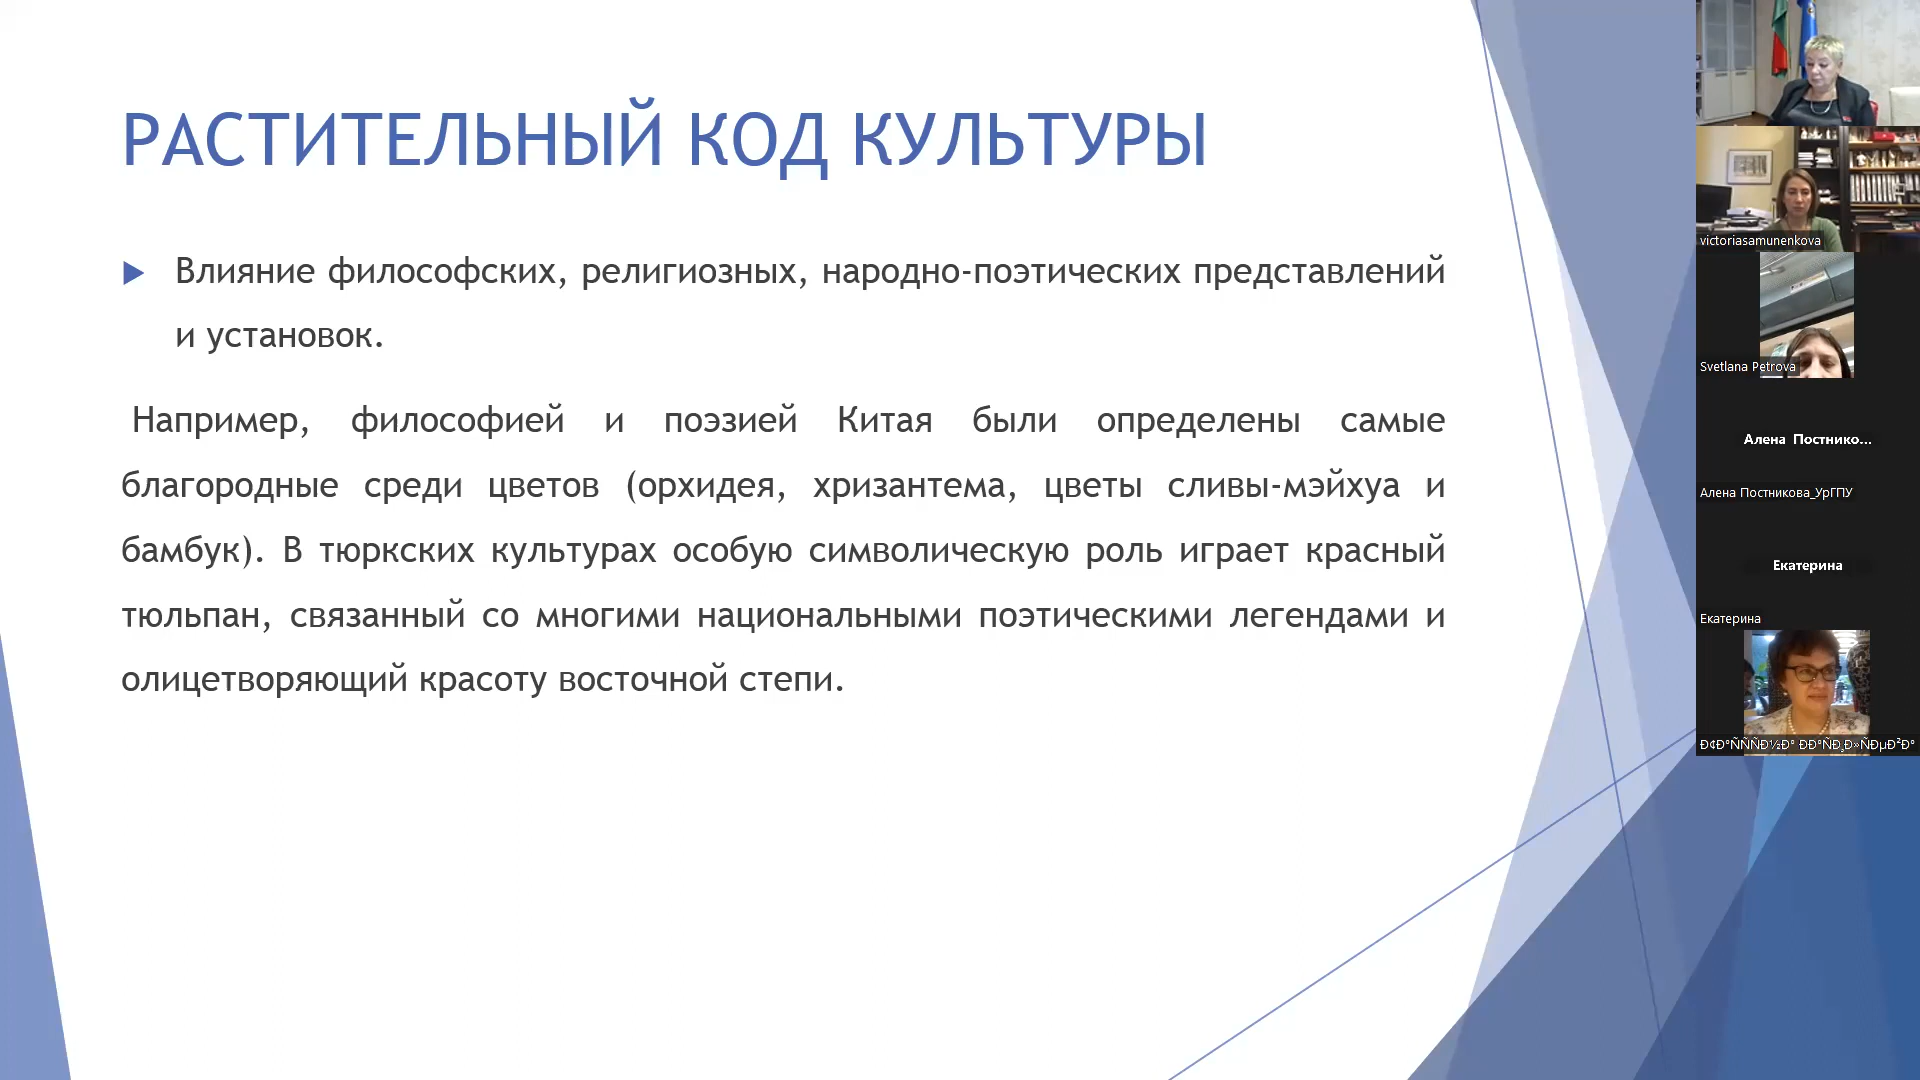 РАСТИТЕЛЬНЫЙ КОД КУЛЬТУРЫ
Влияние философских, религиозных, народно-поэтических представлений
и установок.
Например, философией и поэзией Китая были определены самые
благородные среди цветов (орхидея, хризантема, цветы сливы-мэйхуа и
бамбук). В тюркских культурах особую символическую роль играет красный
тюльпан, связанный со многими национальными поэтическими легендами и
олицетворяющий красоту восточной степи.
victoriasamunenkova
Svetlana Petrova
Алена Постнико...
Алена Постникова_УрГПУ
Екатерина
Екатерина